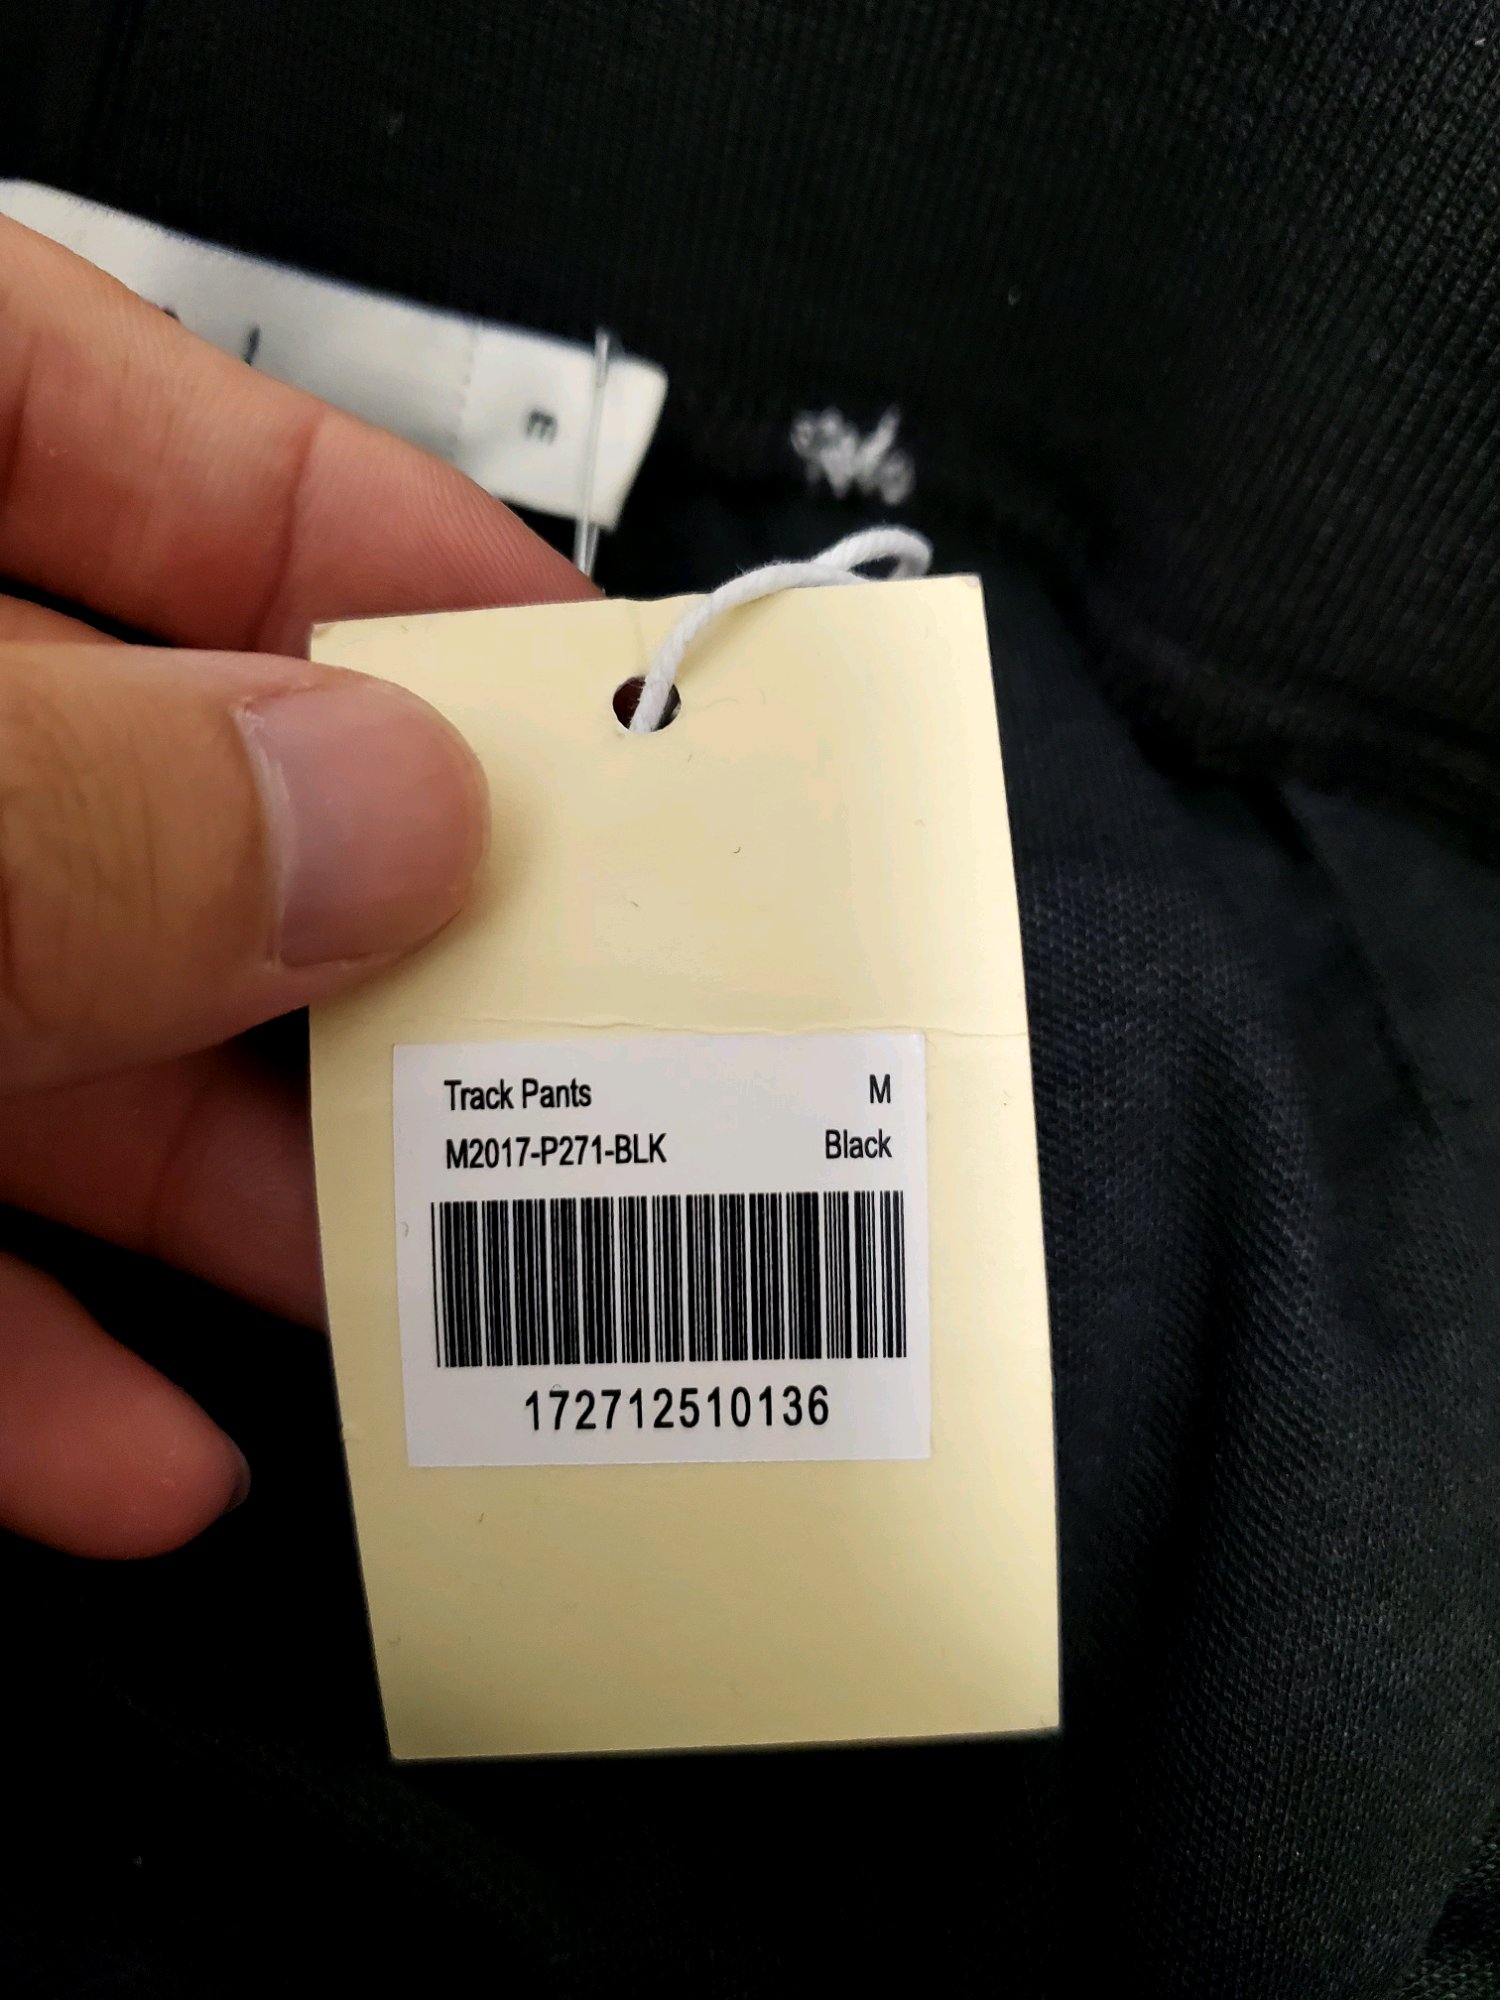 m
Track Pants M
M2017-P271-BLK Black
172712510136